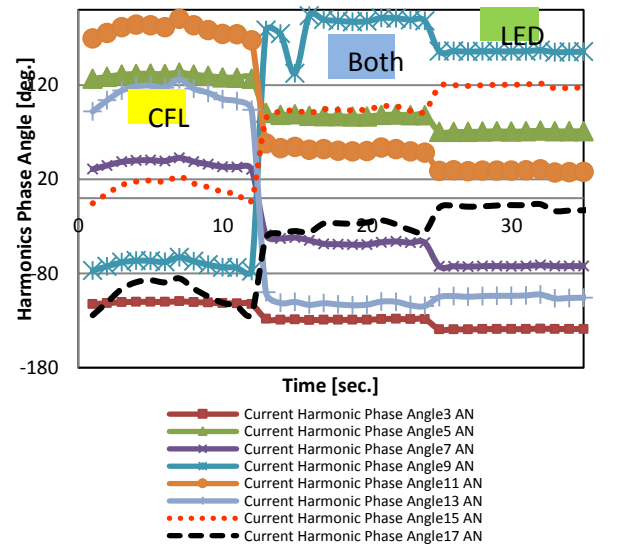 LED
Both
CFL
Harmonics Phase Angle [deg.]
120
20
-80
-180
0
10
20
30
Time [sec.]
Current Harmonic Phase Angle3 AN
Current Harmonic Phase Angle5 AN
Current Harmonic Phase Angle7 AN
Current Harmonic Phase Angle9 AN
Current Harmonic Phase Angle11 AN
Current Harmonic Phase Angle13 AN
Current Harmonic Phase Angle15 AN
Current Harmonic Phase Angle17 AN